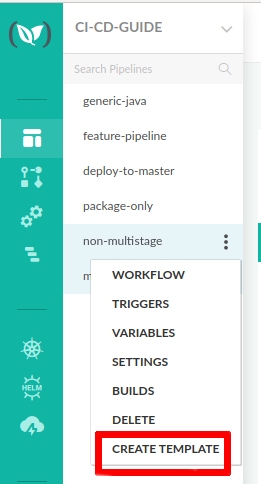 CI-CD-GUIDE
Search Pipelines
generic-java
feature-pipeline
deploy-to-master
package-only
non-multistage
m
WORKFLOW
TRIGGERS
VARIABLES
SETTINGS
BUILDS
DELETE
CREATE TEMPLATE
HELM